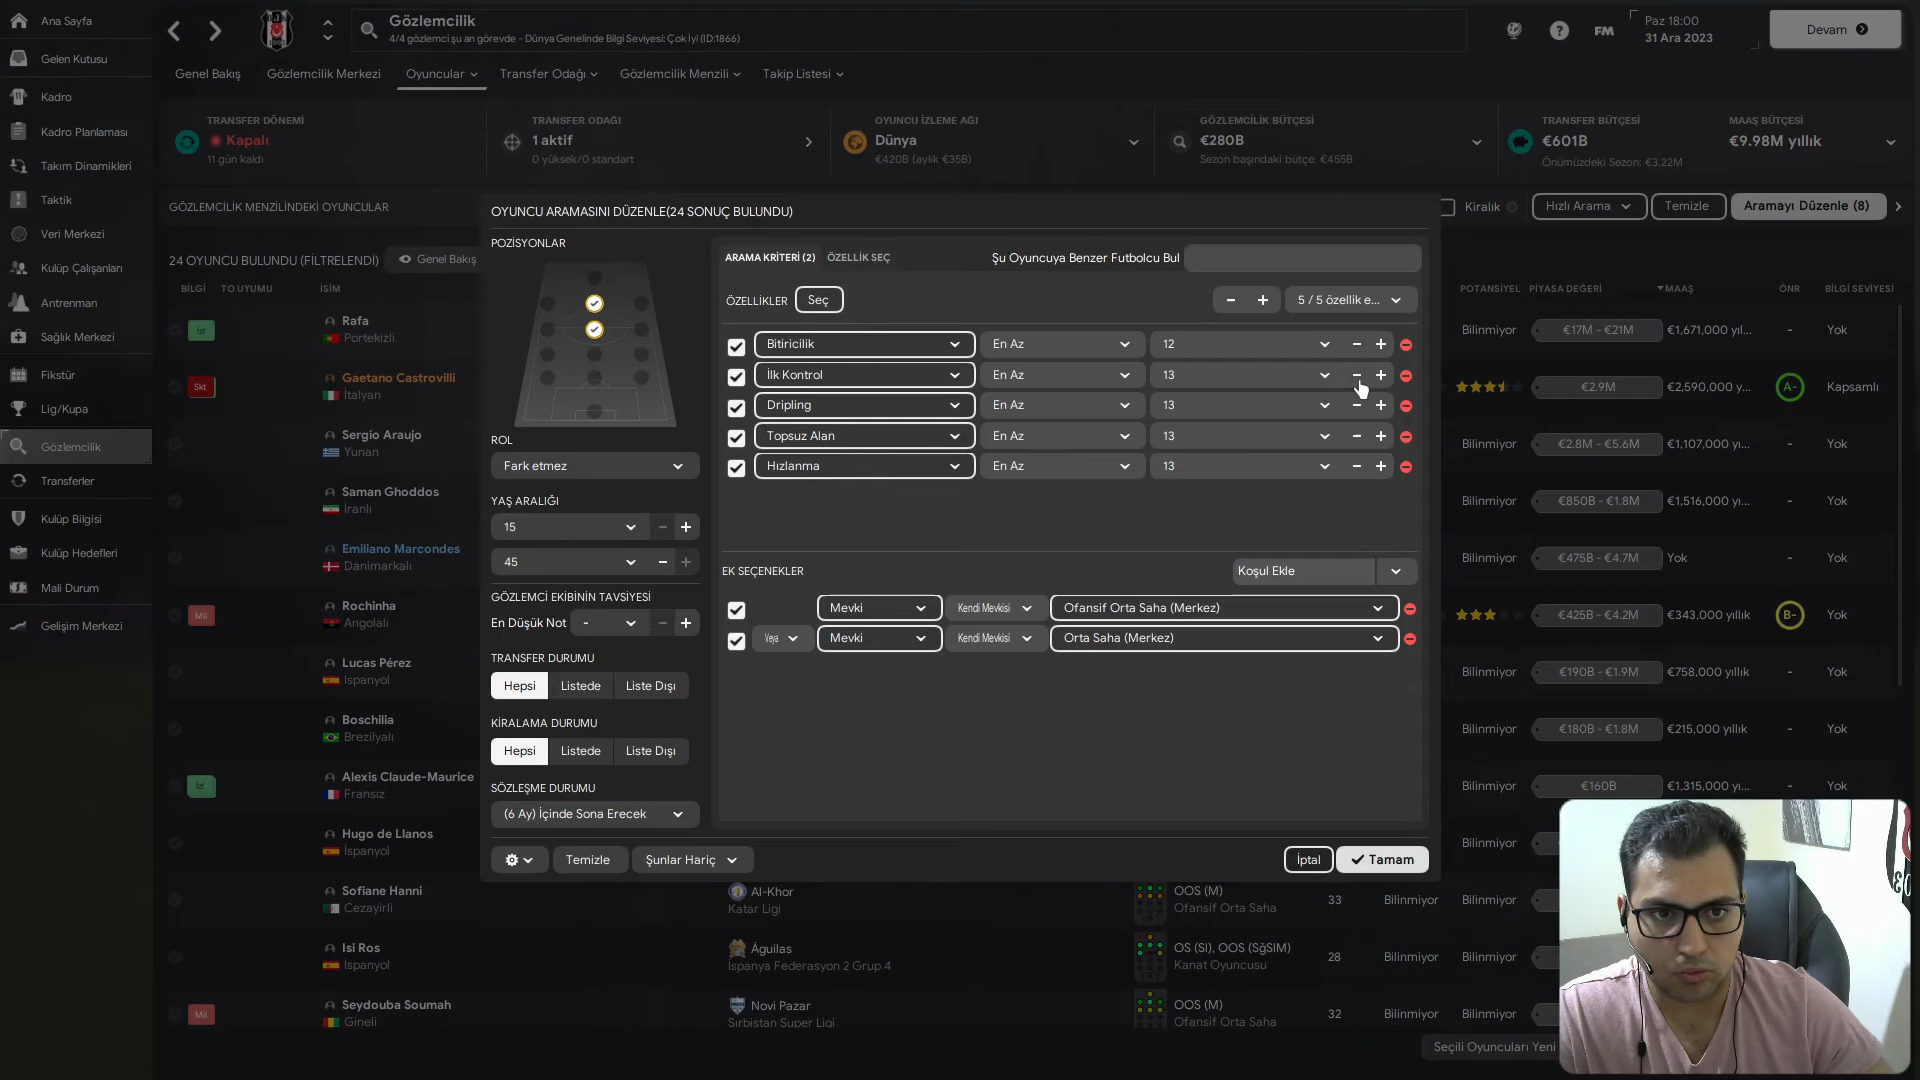 Ana Sayfa
Gelen Kutusu
Kadro
Kadro Planlaması
Takım Dinamikleri
Taktik
Veri Merkezi
Kulüp Çalışanları
Antrenman
Sağlık Merkezi
Fikstür
Lig/Kupa
Gözlemcilik
Transferler
Kulüp Bilgisi
Kulüp Hedefleri
Mali Durum
Gelişim Merkezi
Gözlemcilik
4/4 gözlemci şu an görevde - Dünya Genelinde Bilgi Seviyesi: Çok İyi (ID:1866)
FM
Paz 18:00
31 Ara 2023
Devam
Genel Bakış
Gözlemcilik Merkezi
Oyuncular
Transfer Odağı
Gözlemcilik Menzili
Takip Listesi
TRANSFER DÖNEMİ
Kapalı
11 gün kaldı
TRANSFER ODAĞI
1 aktif
0 yüksek/0 standart
OYUNCU İZLEME AĞI
Dünya
€420B (aylık €35B)
GÖZLEMCİLİK BÜTÇESİ
€280B
Sezon başındaki bütçe: €455B
TRANSFER BÜTÇESİ
€601B
Önümüzdeki Sezon: €3.22M
MAAŞ BÜTÇESİ
€9.98M yıllık
GÖZLEMCİLİK MENZİLİNDEKİ OYUNCULAR
Kiralık
Hızlı Arama
Temizle
Aramayı Düzenle (8)
24 OYUNCU BULUNDU (FİLTRELENDİ)
Genel Bakış
BİLGİ TO UYUMU İSİM
POTANSİYEL PİYASA DEĞERİ MAAŞ ÖNR BİLGİ SEVİYESİ
Rafa
Portekizli
Bilinmiyor €17M - €21M €1,671,000 yıl... - Yok
Skt
Gaetano Castrovilli
İtalyan
€2.9M €2,590,000 y... A- Kapsamlı
Sergio Araujo
Yunan
€2.8M - €5.6M €1,107,000 yıl... - Yok
Saman Ghoddos
İranlı
Bilinmiyor €850B - €1.8M €1,516,000 yı... - Yok
Emiliano Marcondes
Danimarkalı
Bilinmiyor €475B - €4.7M Yok - Yok
Mil
Rochinha
Angolalı
€425B - €4.2M €343,000 yıllık B- Yok
Lucas Pérez
İspanyol
Bilinmiyor €190B - €1.9M €758,000 yıllık - Yok
Boschilia
Brezilyalı
Bilinmiyor €180B - €1.8M €215,000 yıllık - Yok
Alexis Claude-Maurice
Fransız
Bilinmiyor €160B €1,315,000 yı... - Yok
Hugo de Llanos
İspanyol
Bilinmiyor
Sofiane Hanni
Cezayirli
Al-Khor
Katar Ligi
OOS (M)
Ofansif Orta Saha
33 Bilinmiyor Bilinmiyor
Isi Ros
İspanyol
Águilas
İspanya Federasyon 2 Grup 4
OS (SI), OOS (SğSIM)
Kanat Oyuncusu
28 Bilinmiyor Bilinmiyor
Mil
Seydouba Soumah
Gineli
Novi Pazar
Sırbistan Super Ligi
OOS (M)
Ofansif Orta Saha
32 Bilinmiyor Bilinmiyor
Seçili Oyuncuları Yeni
OYUNCU ARAMASINI DÜZENLE(24 SONUÇ BULUNDU)
POZİSYONLAR
ROL
Fark etmez
YAŞ ARALIĞI
15
45
GÖZLEMCİ EKİBİNİN TAVSİYESİ
En Düşük Not -
TRANSFER DURUMU
Hepsi Listede Liste Dışı
KİRALAMA DURUMU
Hepsi Listede Liste Dışı
SÖZLEŞME DURUMU
(6 Ay) İçinde Sona Erecek
ARAMA KRİTERİ (2)
ÖZELLİK SEÇ
Şu Oyuncuya Benzer Futbolcu Bul
ÖZELLİKLER
Seç
5 / 5 özellik e...
Bitiricilik En Az 12
İlk Kontrol En Az 13
Dripling En Az 13
Topsuz Alan En Az 13
Hızlanma En Az 13
EK SEÇENEKLER
Koşul Ekle
Mevki Kendi Mevkisi Ofansif Orta Saha (Merkez)
Veya Mevki Kendi Mevkisi Orta Saha (Merkez)
Temizle
Şunlar Hariç
İptal
Tamam